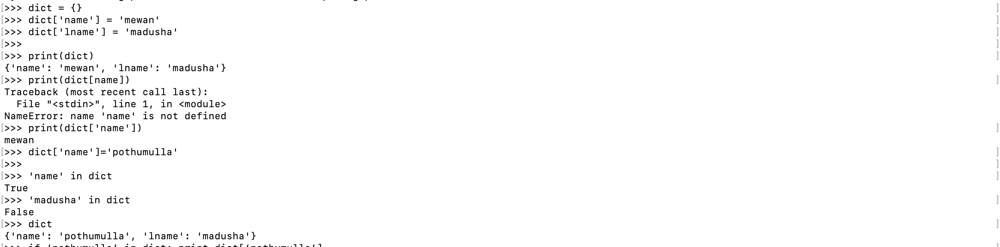 [>>> dict = {} ]
[>>> dict['name'] = 'mewan' ]
[>>> dict['lname'] = 'madusha' ]
[>>> ]
[>>> print(dict) ]
{'name': 'mewan', 'lname': 'madusha'}
[>>> print(dict[name]) ]
Traceback (most recent call last):
  File "<stdin>", line 1, in <module>
NameError: name 'name' is not defined
[>>> print(dict['name']) ]
mewan
[>>> dict['name']='pothumulla' ]
[>>> ]
[>>> 'name' in dict ]
True
[>>> 'madusha' in dict ]
False
[>>> dict ]
{'name': 'pothumulla', 'lname': 'madusha'}
[>>> if ‘pothumulla’ in dict: print dict[‘pothumulla’] ]